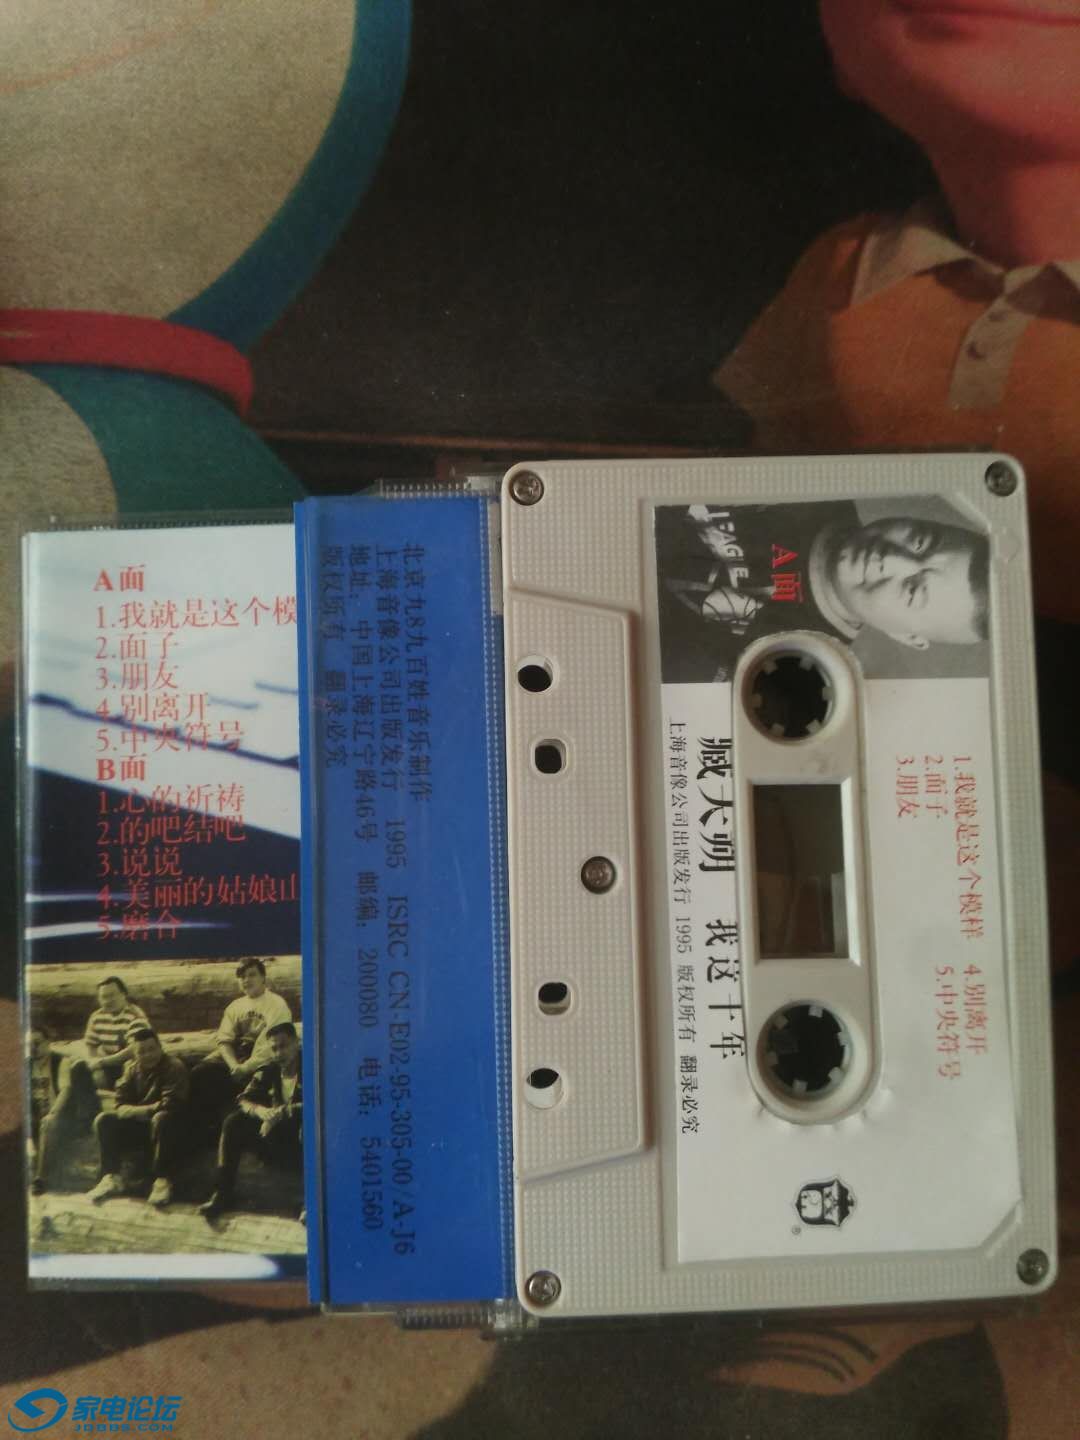 A面
1.我就是这个模
2.面子
3.朋友
4.别离开
5.中央符号
B面
1.心的祈祷
2.的吧结吧
3.说说
4.美丽的姑娘山
5.磨合
北京九8九百姓音乐制作
上海音像公司出版发行 1995 ISRC CN-E02-95-305-00/A-J6
地址：中国上海辽宁路46号 邮编：200080 电话：5401560
版权所有 翻录必究
EAGLE
A面
1.我就是这个模样 4.别离开
2.面子 5.中央符号
3.朋友
臧天朔 我这十年
上海音像公司出版发行 1995 版权所有 翻录必究
®
家电论坛
JDBBS.COM